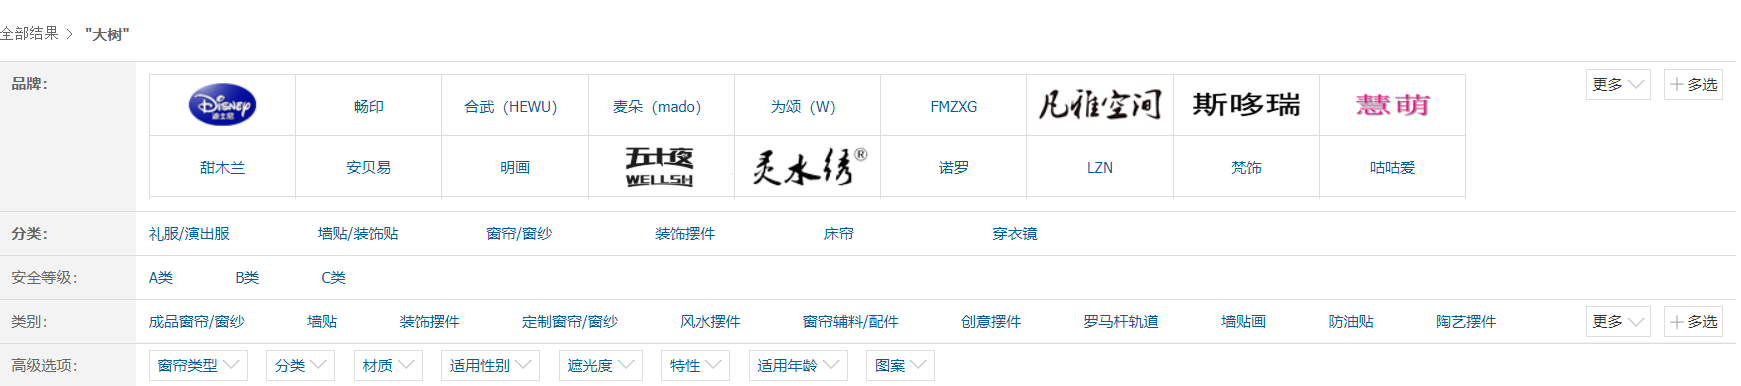 全部结果 > "大树"
品牌： Disney 迪士尼 畅印 合武（HEWU） 麦朵（mado） 为颂（W） FMZXG 凡雅空间 斯哆瑞 慧萌 更多 多选
甜木兰 安贝易 明画 五十夜 WELLSH 灵水绣® 诺罗 LZN 梵饰 咕咕爱
分类： 礼服/演出服 墙贴/装饰贴 窗帘/窗纱 装饰摆件 床帘 穿衣镜
安全等级： A类 B类 C类
类别： 成品窗帘/窗纱 墙贴 装饰摆件 定制窗帘/窗纱 风水摆件 窗帘辅料/配件 创意摆件 罗马杆轨道 墙贴画 防油贴 陶艺摆件 更多 多选
高级选项： 窗帘类型 分类 材质 适用性别 遮光度 特性 适用年龄 图案